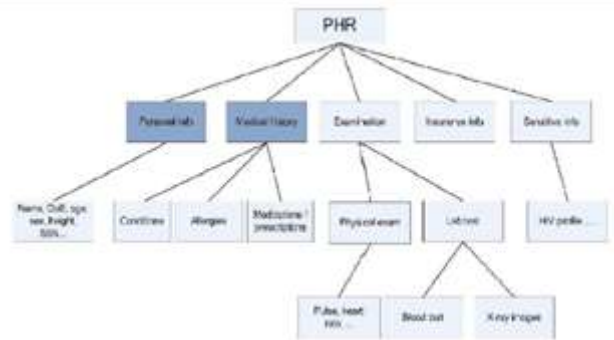 PHR
Personal info
Medical history
Examination
Insurance info
Sensitive info
Name, DoB, age,
sex, height,
SSN...
Conditions
Allergies
Medications /
prescriptions
Physical exam
Lab test
HIV profile ....
Pulse, heart
rate, ...
Blood test
X-ray images